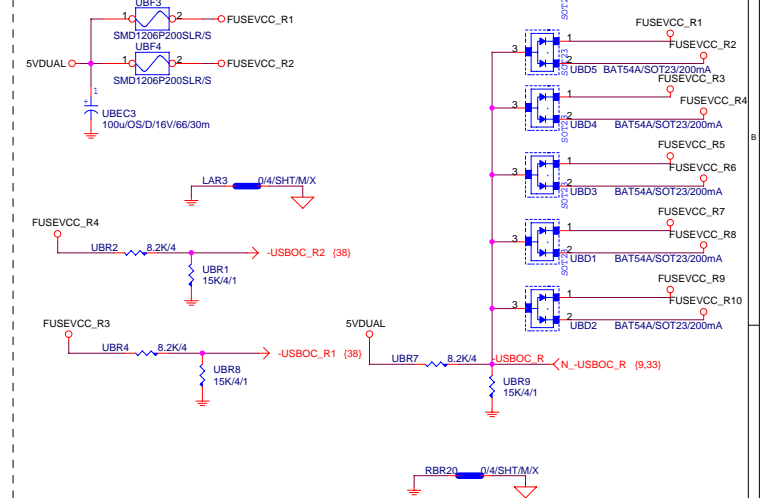 UBF3
1 2 FUSEVCC_R1
SMD1206P200SLR/S
UBF4
5VDUAL 1 2 FUSEVCC_R2
SMD1206P200SLR/S
1
+
UBEC3
100u/OS/D/16V/66/30m
LAR3 0/4/SHT/M/X
FUSEVCC_R4
UBR2 8.2K/4 -USBOC_R2 {38}
UBR1
15K/4/1
FUSEVCC_R3
UBR4 8.2K/4 -USBOC_R1 {38}
UBR8
15K/4/1
5VDUAL
UBR7 8.2K/4 -USBOC_R N_-USBOC_R {9,33}
UBR9
15K/4/1
RBR20 0/4/SHT/M/X
FUSEVCC_R1
1
3 FUSEVCC_R2
2
SOT23
UBD5 BAT54A/SOT23/200mA
FUSEVCC_R3
1
3 FUSEVCC_R4
2
SOT23
UBD4 BAT54A/SOT23/200mA
FUSEVCC_R5
1
3 FUSEVCC_R6
2
SOT23
UBD3 BAT54A/SOT23/200mA
FUSEVCC_R7
1
3 FUSEVCC_R8
2
SOT23
UBD1 BAT54A/SOT23/200mA
FUSEVCC_R9
1
3 FUSEVCC_R10
2
UBD2 BAT54A/SOT23/200mA
B